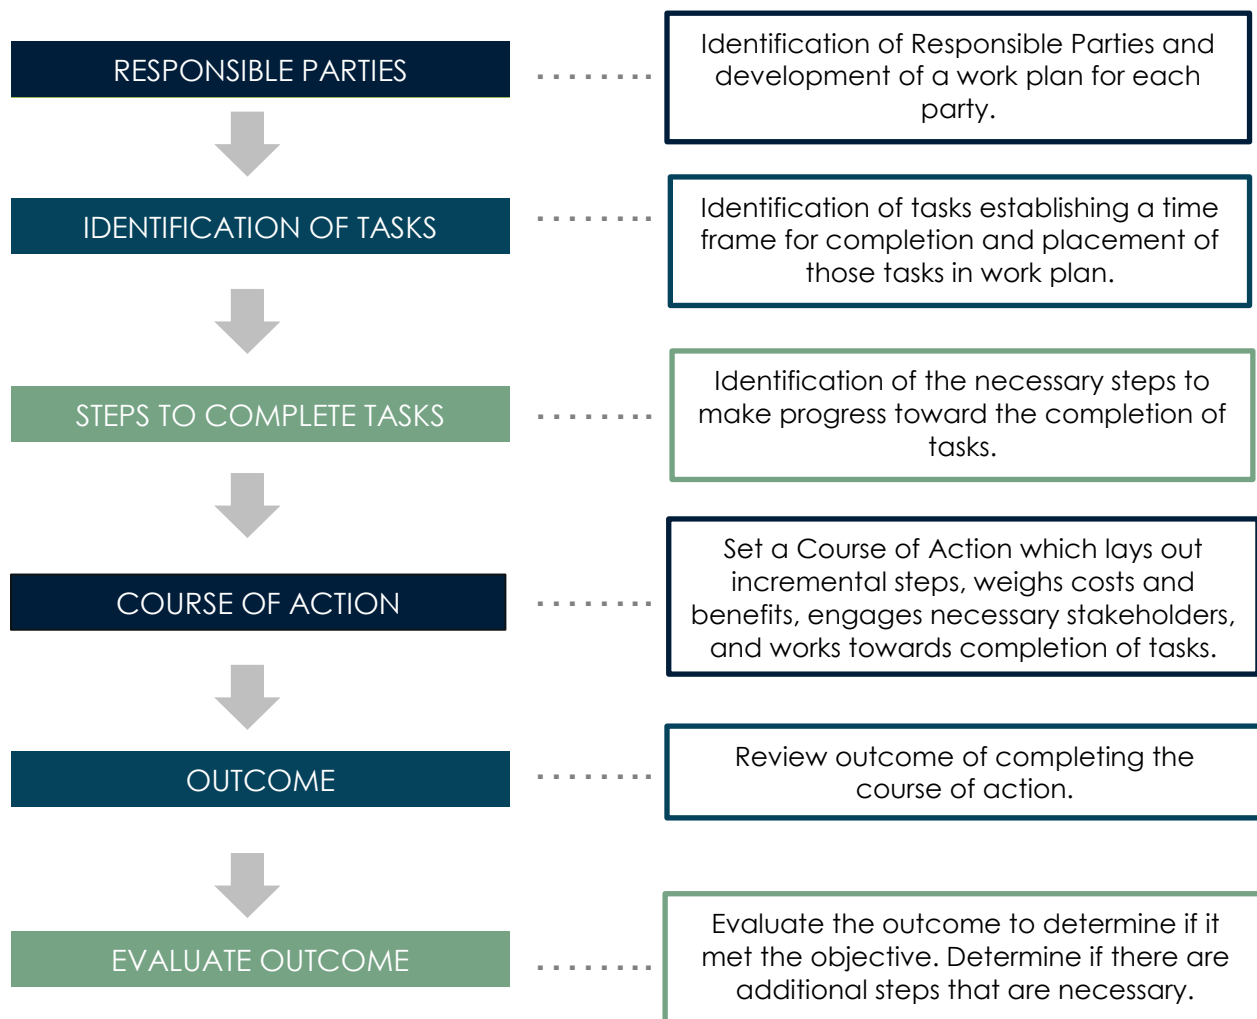 RESPONSIBLE PARTIES
Identification of Responsible Parties and
development of a work plan for each
party.
IDENTIFICATION OF TASKS
Identification of tasks establishing a time
frame for completion and placement of
those tasks in work plan.
STEPS TO COMPLETE TASKS
Identification of the necessary steps to
make progress toward the completion of
tasks.
COURSE OF ACTION
Set a Course of Action which lays out
incremental steps, weighs costs and
benefits, engages necessary stakeholders,
and works towards completion of tasks.
OUTCOME
Review outcome of completing the
course of action.
EVALUATE OUTCOME
Evaluate the outcome to determine if it
met the objective. Determine if there are
additional steps that are necessary.